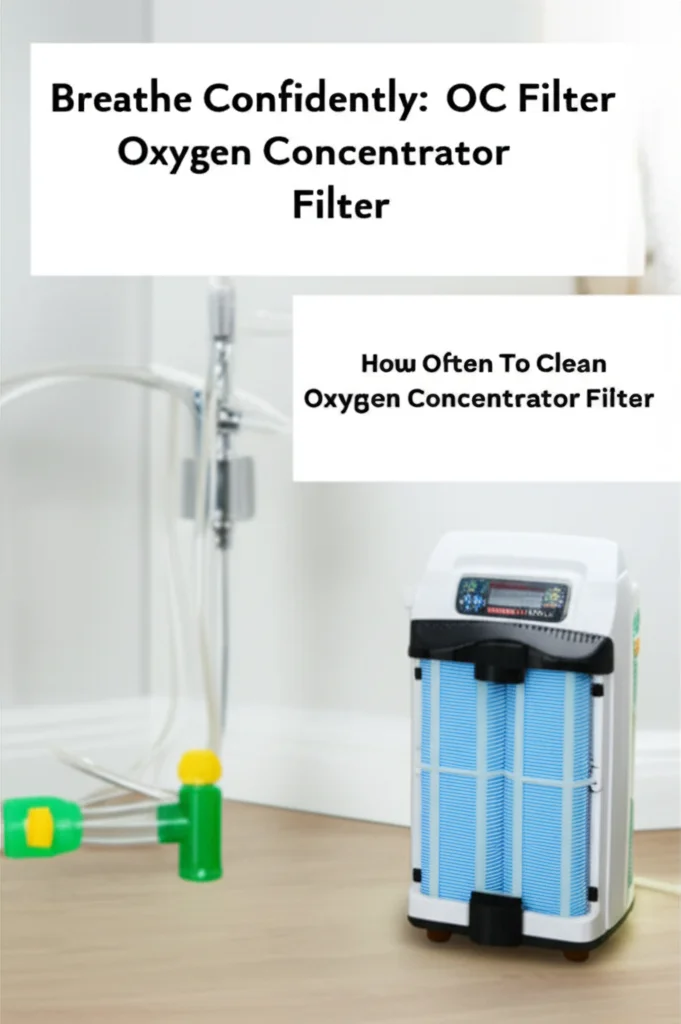 Breathe Confidently: OC Filter
Oxygen Concentrator
Filter
How Often To Clean
Oxygen Concentrator Filter